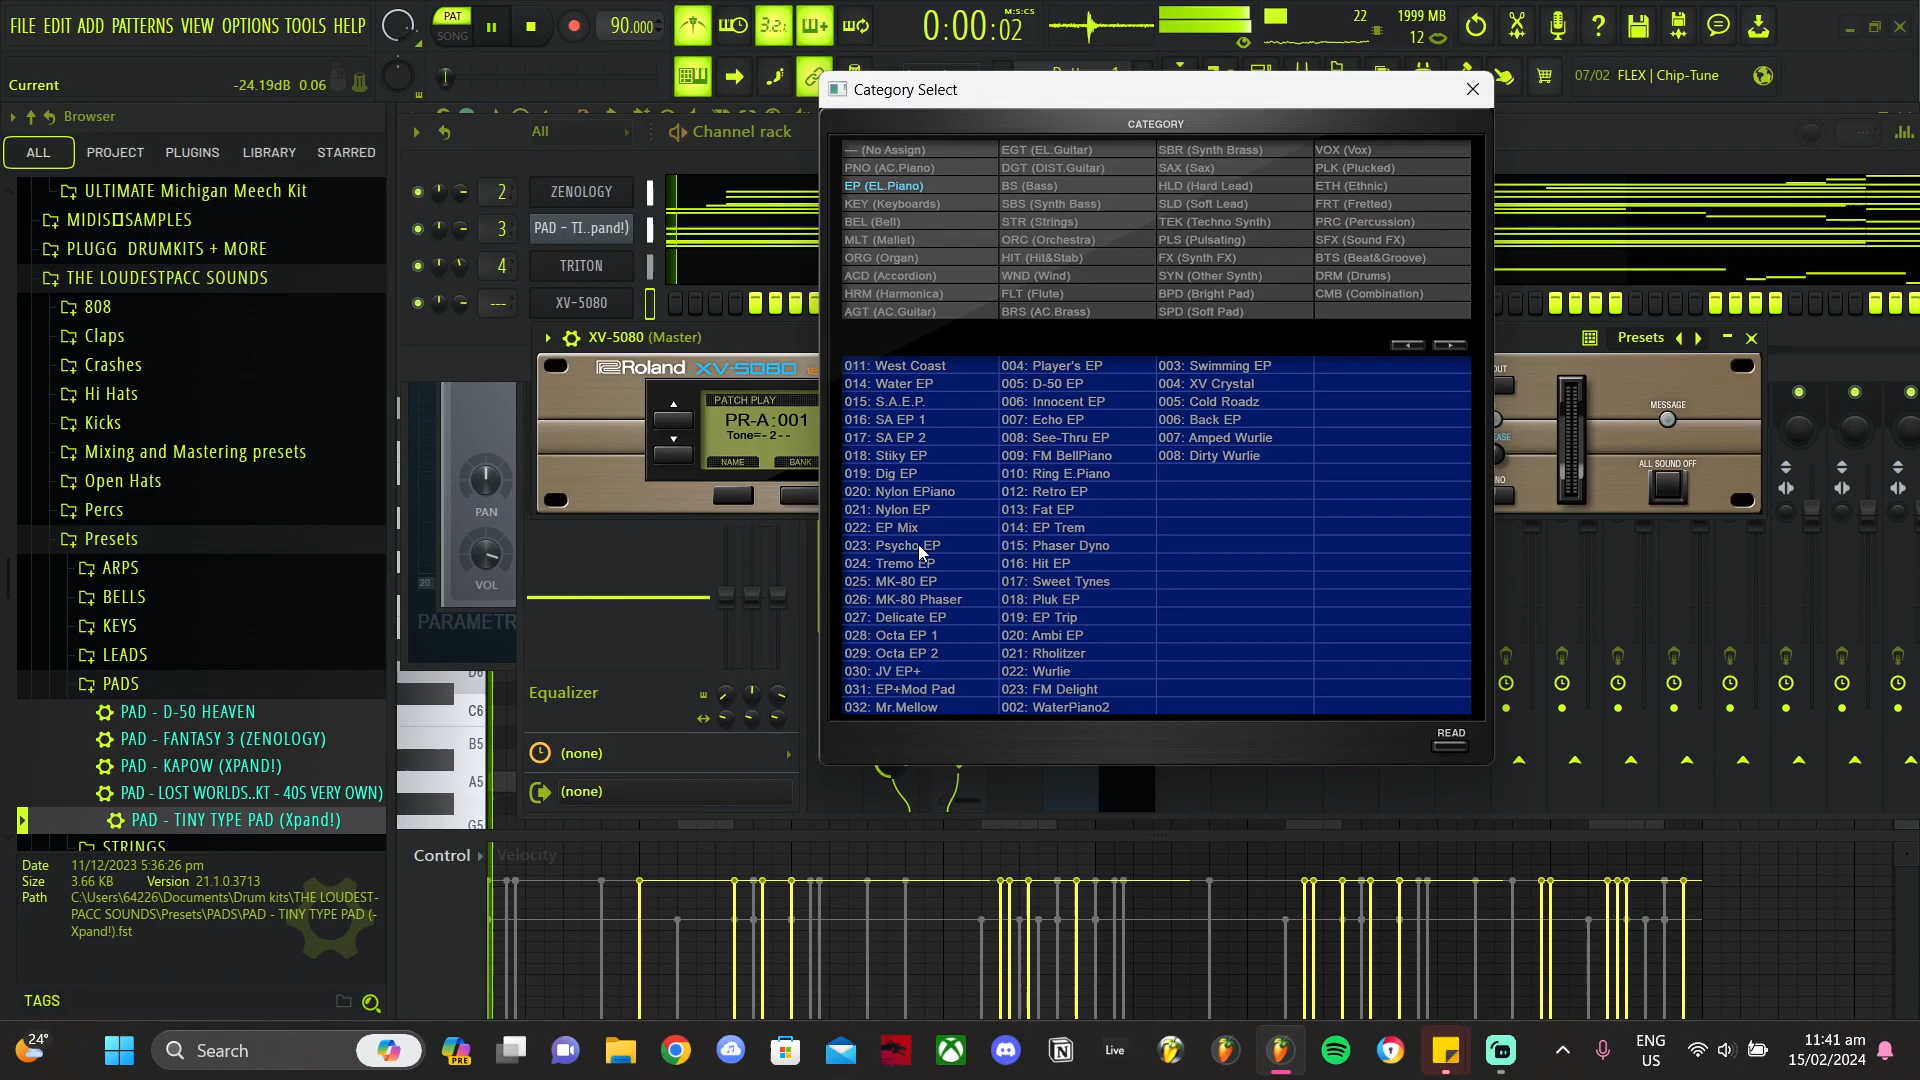 FILE EDIT ADD PATTERNS VIEW OPTIONS TOOLS HELP
PAT
SONG
90.000
3.2.
0:00:02
M:S:CS
22
1999 MB
12
Current
-24.19dB 0.06
07/02 FLEX | Chip-Tune
Browser
ALL
PROJECT
PLUGINS
LIBRARY
STARRED
ULTIMATE Michigan Meech Kit
MIDIS▯SAMPLES
PLUGG DRUMKITS + MORE
THE LOUDESTPACC SOUNDS
808
Claps
Crashes
Hi Hats
Kicks
Mixing and Mastering presets
Open Hats
Percs
Presets
ARPS
BELLS
KEYS
LEADS
PADS
PAD - D-50 HEAVEN
PAD - FANTASY 3 (ZENOLOGY)
PAD - KAPOW (XPAND!)
PAD - LOST WORLDS..KT - 40S VERY OWN)
PAD - TINY TYPE PAD (Xpand!)
STRINGS
Date 11/12/2023 5:36:26 pm
Size 3.66 KB Version 21.1.0.3713
Path C:\Users\64226\Documents\Drum kits\THE LOUDEST-
PACC SOUNDS\Presets\PADS\PAD - TINY TYPE PAD (-
Xpand!).fst
TAGS
All
Channel rack
2 ZENOLOGY
3 PAD - TI..pand!)
4 TRITON
--- XV-5080
XV-5080 (Master)
Presets
Roland XV-5080
PATCH PLAY
PR-A:001
Tone=-2--
NAME
BANK
MESSAGE
ALL SOUND OFF
PAN
VOL
20
PARAMETR
Equalizer
(none)
(none)
D6
C6
B5
A5
G5
Control
Velocity
Category Select
CATEGORY
--- (No Assign)
PNO (AC.Piano)
EP (EL.Piano)
KEY (Keyboards)
BEL (Bell)
MLT (Mallet)
ORG (Organ)
ACD (Accordion)
HRM (Harmonica)
AGT (AC.Guitar)
EGT (EL.Guitar)
DGT (DIST.Guitar)
BS (Bass)
SBS (Synth Bass)
STR (Strings)
ORC (Orchestra)
HIT (Hit&Stab)
WND (Wind)
FLT (Flute)
BRS (AC.Brass)
SBR (Synth Brass)
SAX (Sax)
HLD (Hard Lead)
SLD (Soft Lead)
TEK (Techno Synth)
PLS (Pulsating)
FX (Synth FX)
SYN (Other Synth)
BPD (Bright Pad)
SPD (Soft Pad)
VOX (Vox)
PLK (Plucked)
ETH (Ethnic)
FRT (Fretted)
PRC (Percussion)
SFX (Sound FX)
BTS (Beat&Groove)
DRM (Drums)
CMB (Combination)
011: West Coast
014: Water EP
015: S.A.E.P.
016: SA EP 1
017: SA EP 2
018: Stiky EP
019: Dig EP
020: Nylon EPiano
021: Nylon EP
022: EP Mix
023: Psycho EP
024: Tremo EP
025: MK-80 EP
026: MK-80 Phaser
027: Delicate EP
028: Octa EP 1
029: Octa EP 2
030: JV EP+
031: EP+Mod Pad
032: Mr.Mellow
004: Player's EP
005: D-50 EP
006: Innocent EP
007: Echo EP
008: See-Thru EP
009: FM BellPiano
010: Ring E.Piano
012: Retro EP
013: Fat EP
014: EP Trem
015: Phaser Dyno
016: Hit EP
017: Sweet Tynes
018: Pluk EP
019: EP Trip
020: Ambi EP
021: Rholitzer
022: Wurlie
023: FM Delight
002: WaterPiano2
003: Swimming EP
004: XV Crystal
005: Cold Roadz
006: Back EP
007: Amped Wurlie
008: Dirty Wurlie
READ
24°
Search
PRE
Live
ENG
US
11:41 am
15/02/2024